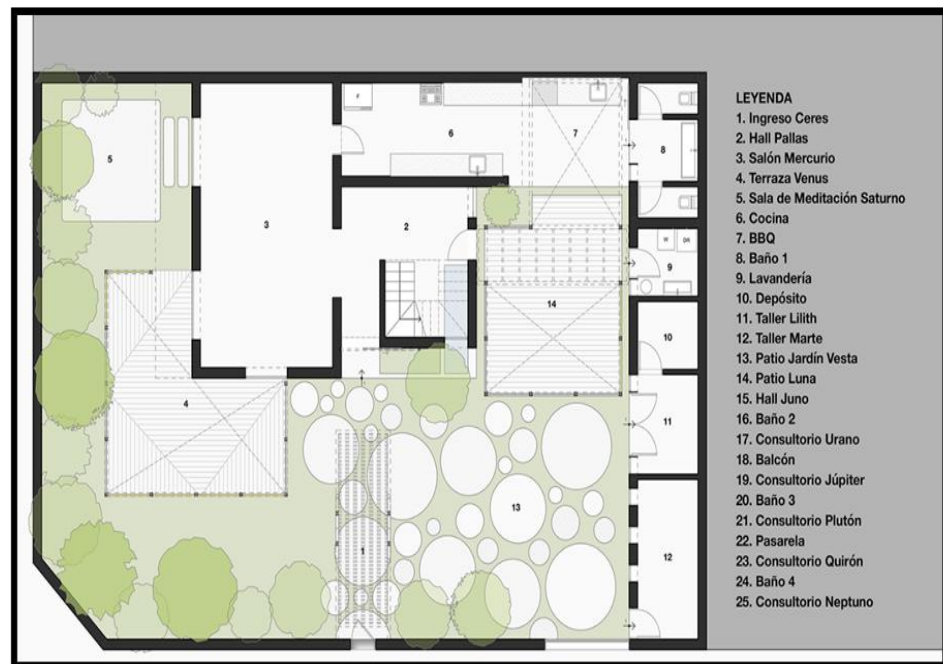 5
3
6
F
7
8
2
W
DR
9
14
10
11
4
13
1
12
LEYENDA
1. Ingreso Ceres
2. Hall Pallas
3. Salón Mercurio
4. Terraza Venus
5. Sala de Meditación Saturno
6. Cocina
7. BBQ
8. Baño 1
9. Lavandería
10. Depósito
11. Taller Lilith
12. Taller Marte
13. Patio Jardín Vesta
14. Patio Luna
15. Hall Juno
16. Baño 2
17. Consultorio Urano
18. Balcón
19. Consultorio Júpiter
20. Baño 3
21. Consultorio Plutón
22. Pasarela
23. Consultorio Quirón
24. Baño 4
25. Consultorio Neptuno